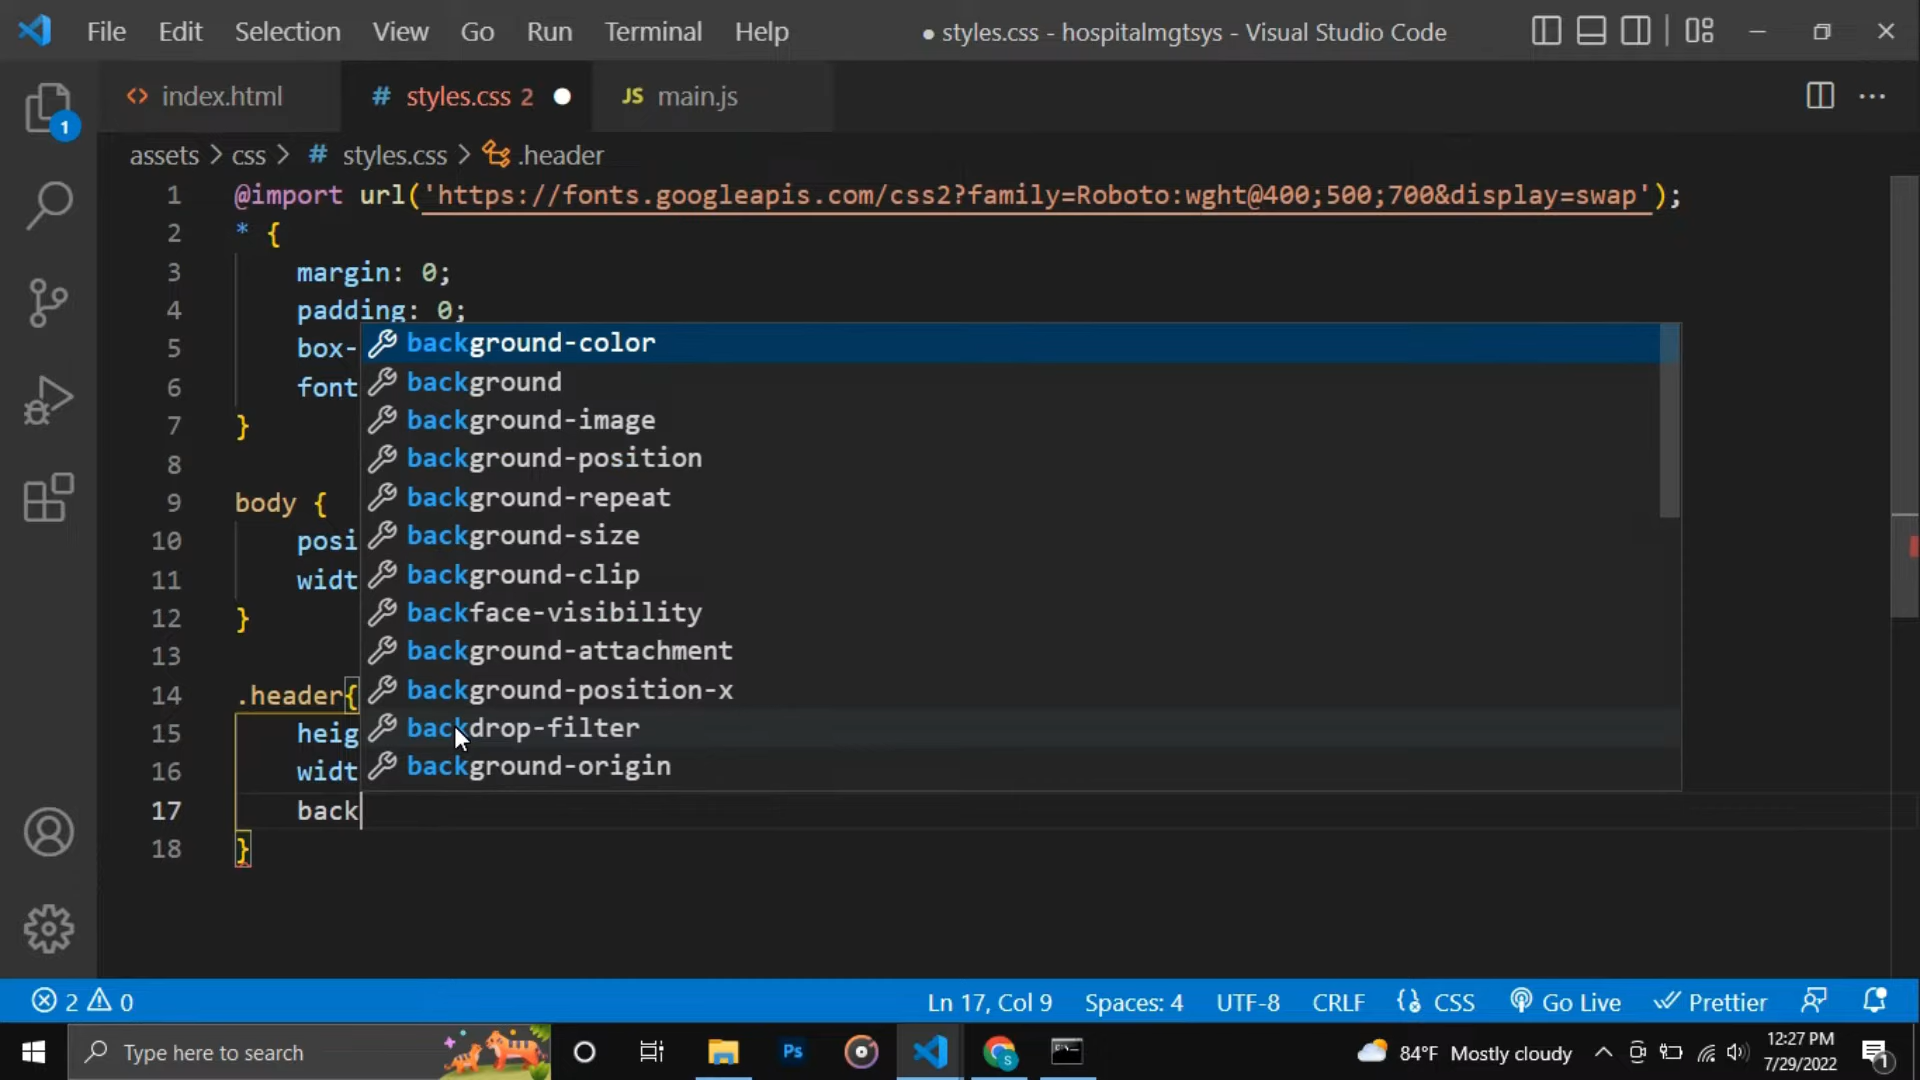 File Edit Selection View Go Run Terminal Help ● styles.css - hospitalmgtsys - Visual Studio Code
<> index.html # styles.css 2 ● JS main.js ...
1
assets > css > # styles.css > .header
1 @import url('https://fonts.googleapis.com/css2?family=Roboto:wght@400;500;700&display=swap');
2 * {
3 margin: 0;
4 padding: 0;
5 box-
6 font
7 }
8
9 body {
10 posi
11 widt
12 }
13
14 .header{
15 heig
16 widt
17 back
18 }
background-color
background
background-image
background-position
background-repeat
background-size
background-clip
backface-visibility
background-attachment
background-position-x
backdrop-filter
background-origin
2 0 Ln 17, Col 9 Spaces: 4 UTF-8 CRLF {} CSS Go Live Prettier
Type here to search Ps S 84°F Mostly cloudy 12:27 PM
7/29/2022 1